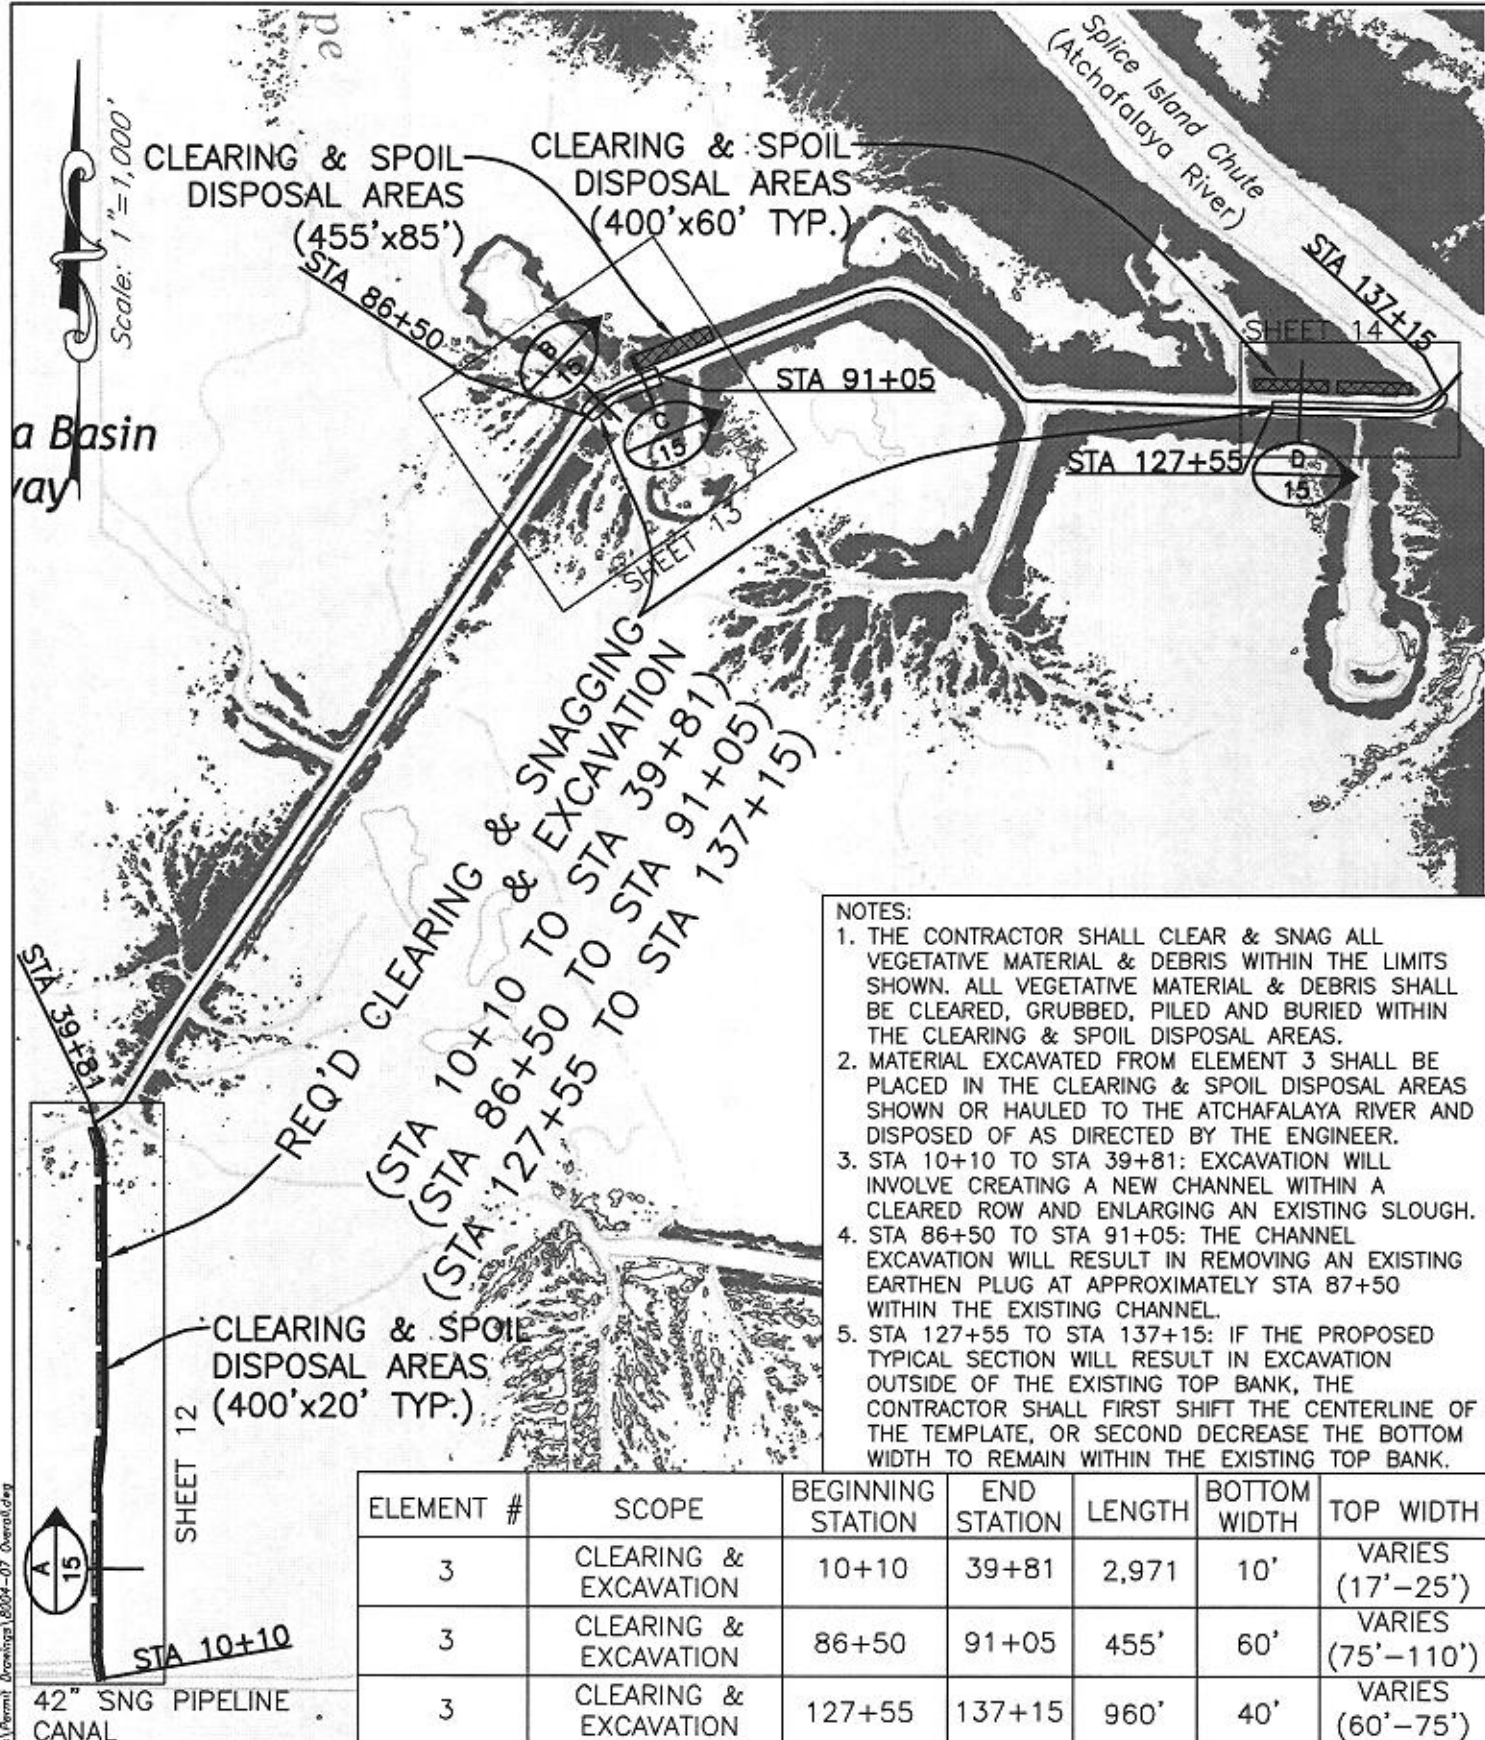 pe
Splice Island Chute
(Atchafalaya River)
Scale: 1"=1,000'
CLEARING & SPOIL
DISPOSAL AREAS
(455'x85')
CLEARING & SPOIL
DISPOSAL AREAS
(400'x60' TYP.)
STA 86+50
STA 137+15
SHEET 14
B
15
STA 91+05
C
15
a Basin
way
STA 127+55
D
15
SHEET 13
REQ'D CLEARING & SNAGGING
& EXCAVATION
(STA 10+10 TO STA 39+81)
(STA 86+50 TO STA 91+05)
(STA 127+55 TO STA 137+15)
STA 39+81
NOTES:
1. THE CONTRACTOR SHALL CLEAR & SNAG ALL
VEGETATIVE MATERIAL & DEBRIS WITHIN THE LIMITS
SHOWN. ALL VEGETATIVE MATERIAL & DEBRIS SHALL
BE CLEARED, GRUBBED, PILED AND BURIED WITHIN
THE CLEARING & SPOIL DISPOSAL AREAS.
2. MATERIAL EXCAVATED FROM ELEMENT 3 SHALL BE
PLACED IN THE CLEARING & SPOIL DISPOSAL AREAS
SHOWN OR HAULED TO THE ATCHAFALAYA RIVER AND
DISPOSED OF AS DIRECTED BY THE ENGINEER.
3. STA 10+10 TO STA 39+81: EXCAVATION WILL
INVOLVE CREATING A NEW CHANNEL WITHIN A
CLEARED ROW AND ENLARGING AN EXISTING SLOUGH.
4. STA 86+50 TO STA 91+05: THE CHANNEL
EXCAVATION WILL RESULT IN REMOVING AN EXISTING
EARTHEN PLUG AT APPROXIMATELY STA 87+50
WITHIN THE EXISTING CHANNEL.
5. STA 127+55 TO STA 137+15: IF THE PROPOSED
TYPICAL SECTION WILL RESULT IN EXCAVATION
OUTSIDE OF THE EXISTING TOP BANK, THE
CONTRACTOR SHALL FIRST SHIFT THE CENTERLINE OF
THE TEMPLATE, OR SECOND DECREASE THE BOTTOM
WIDTH TO REMAIN WITHIN THE EXISTING TOP BANK.
CLEARING & SPOIL
DISPOSAL AREAS
(400'x20' TYP.)
SHEET 12
A
15
STA 10+10
42" SNG PIPELINE
CANAL
\Permit Drawings\8004-07 Overall.dwg
ELEMENT # SCOPE BEGINNING STATION END STATION LENGTH BOTTOM WIDTH TOP WIDTH
3 CLEARING & EXCAVATION 10+10 39+81 2,971 10' VARIES (17'-25')
3 CLEARING & EXCAVATION 86+50 91+05 455' 60' VARIES (75'-110')
3 CLEARING & EXCAVATION 127+55 137+15 960' 40' VARIES (60'-75')